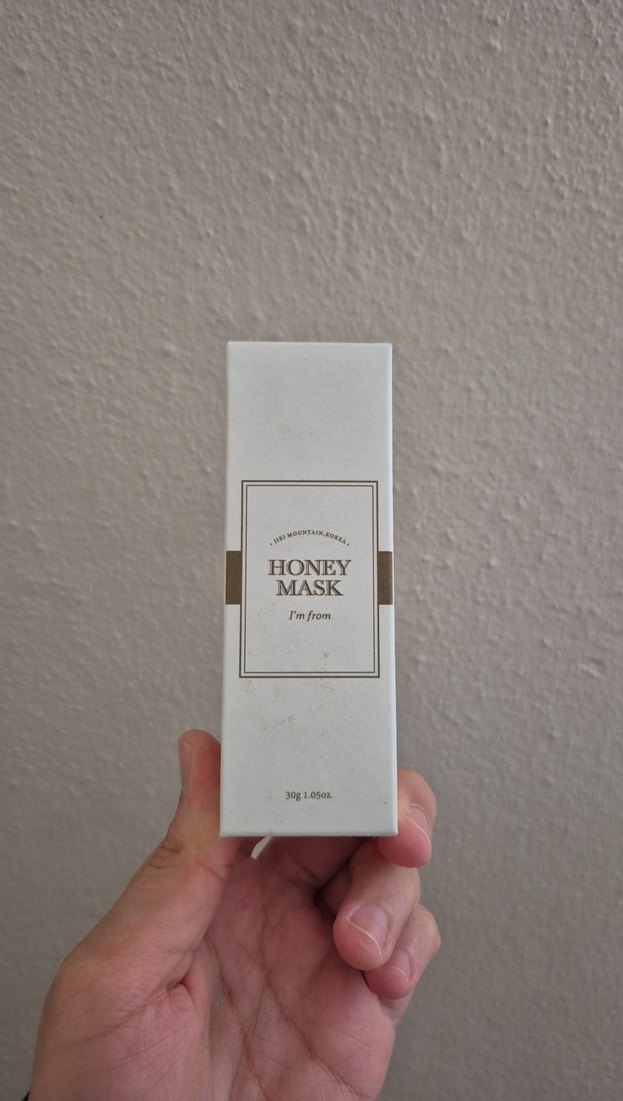 • JIRI MOUNTAIN,KOREA •
HONEY
MASK
I'm from
30g 1.05oz.